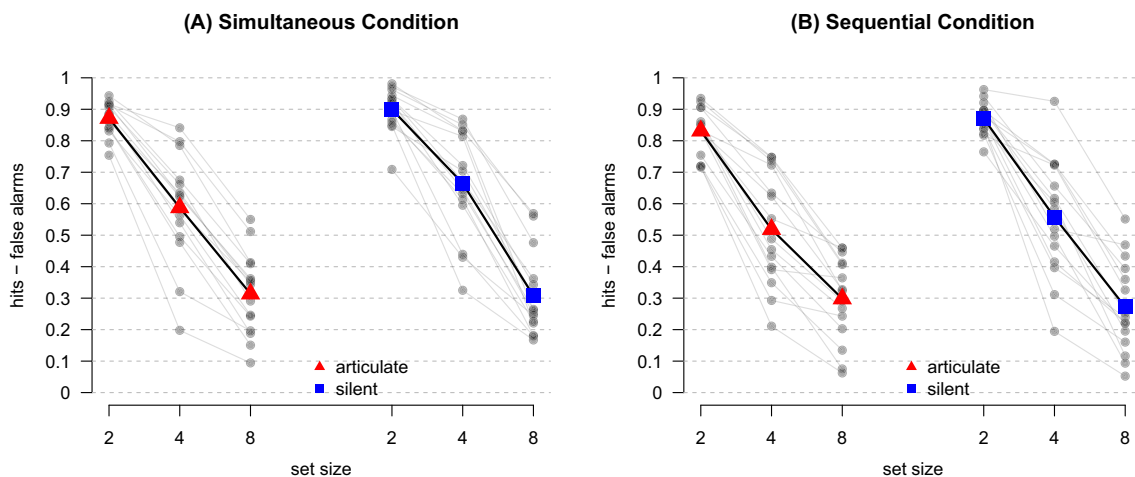 (A) Simultaneous Condition
hits − false alarms
1
0.9
0.8
0.7
0.6
0.5
0.4
0.3
0.2
0.1
0
articulate
silent
2 4 8 2 4 8
set size
(B) Sequential Condition
hits − false alarms
1
0.9
0.8
0.7
0.6
0.5
0.4
0.3
0.2
0.1
0
articulate
silent
2 4 8 2 4 8
set size